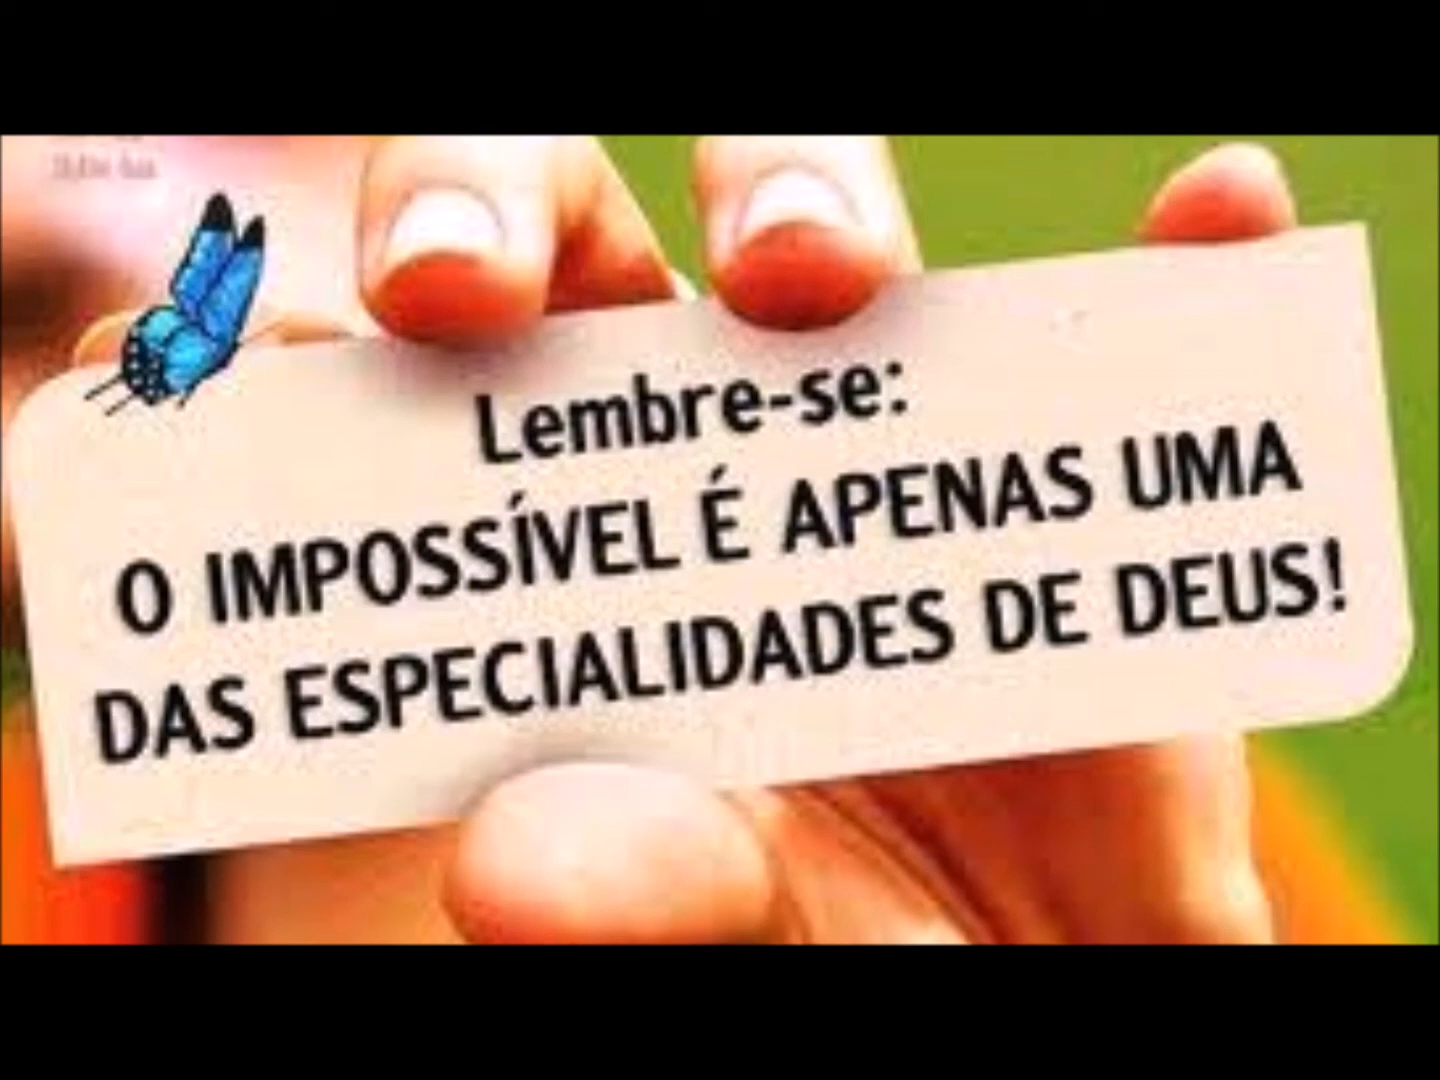 Lembre-se:
O IMPOSSÍVEL É APENAS UMA
DAS ESPECIALIDADES DE DEUS!